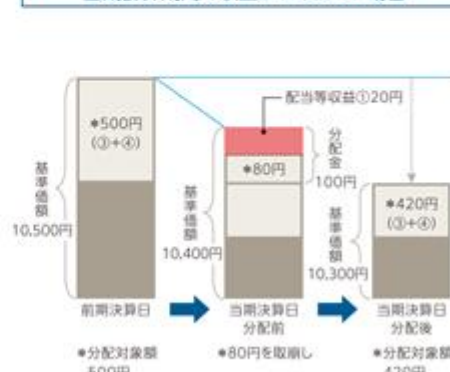 配当等収益①20円
*500円
(③+④)
基準価額
10,500円
*80円
分配金
100円
基準価額
10,400円
*420円
(③+④)
基準価額
10,300円
前期決算日
当期決算日
分配前
当期決算日
分配後
*分配対象額
500円
*80円を取崩し
*分配対象額
420円